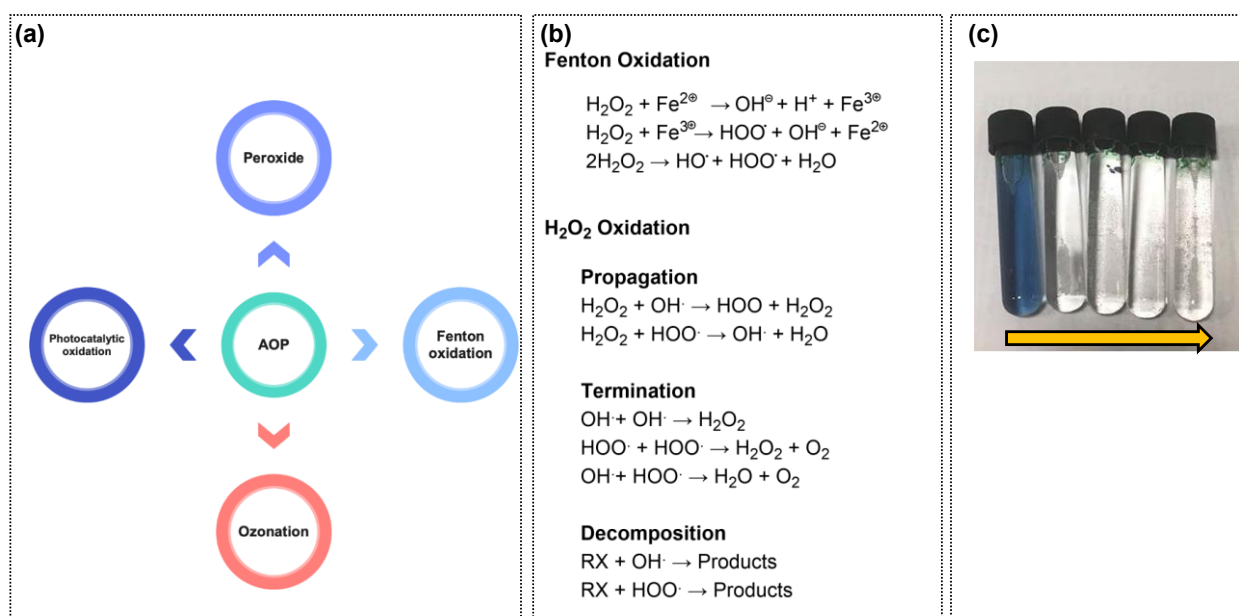 (a)
Peroxide
Photocatalytic
oxidation
AOP
Fenton
oxidation
Ozonation
(b)
Fenton Oxidation
H₂O₂ + Fe²⊕ → OH⊖ + H⁺ + Fe³⊕
H₂O₂ + Fe³⊕→ HOO· + OH⊖ + Fe²⊕
2H₂O₂ → HO· + HOO· + H₂O
H₂O₂ Oxidation
Propagation
H₂O₂ + OH· → HOO + H₂O₂
H₂O₂ + HOO· → OH· + H₂O
Termination
OH·+ OH· → H₂O₂
HOO· + HOO· → H₂O₂ + O₂
OH·+ HOO· → H₂O + O₂
Decomposition
RX + OH· → Products
RX + HOO· → Products
(c)